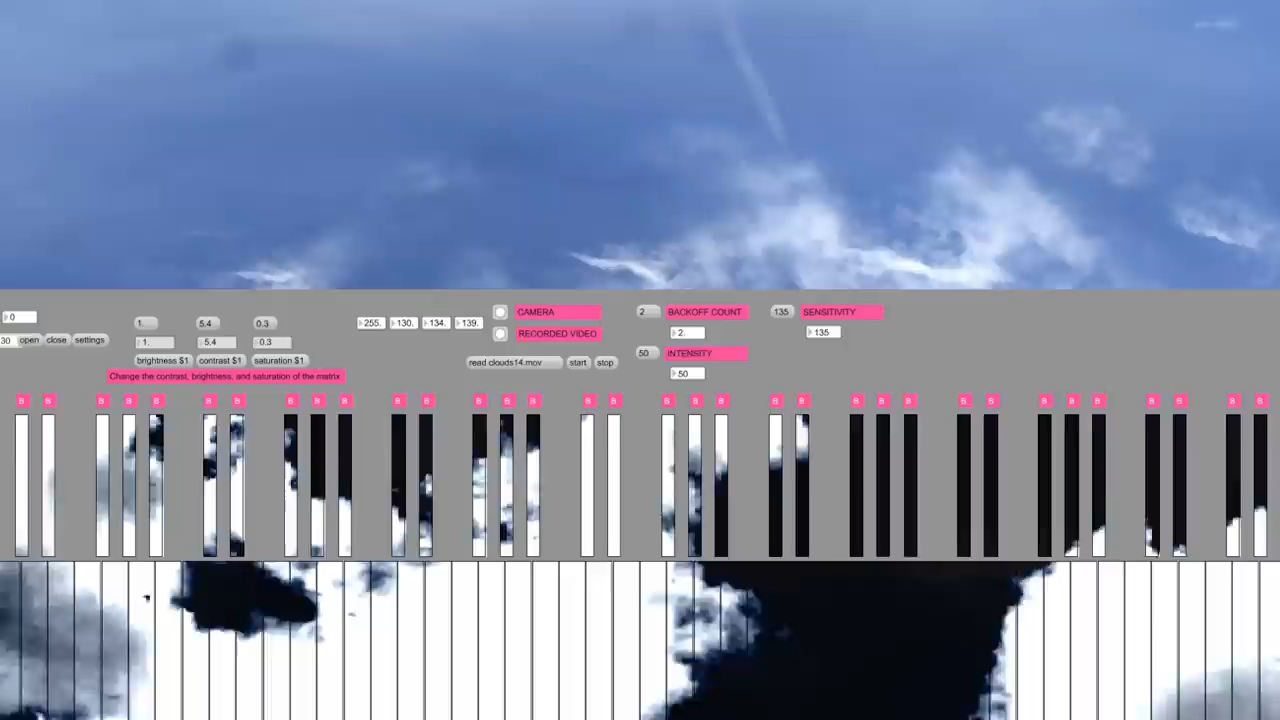 0
30 open close settings
1. 5.4 0.3
1. 5.4 0.3
brightness $1 contrast $1 saturation $1
Change the contrast, brightness, and saturation of the matrix
255. 130. 134. 139.
CAMERA
RECORDED VIDEO
read clouds14.mov start stop
2 BACKOFF COUNT
2.
50 INTENSITY
50
135 SENSITIVITY
135
B B B B B B B B B B B B B B B B B B B B B B B B B B B B B B B B B B B